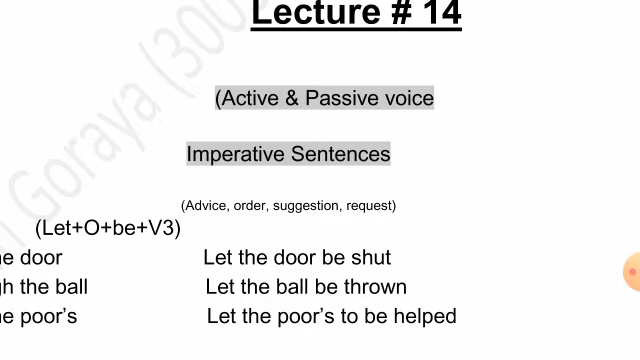 Lecture # 14
(Active & Passive voice
Imperative Sentences
(Advice, order, suggestion, request)
(Let+O+be+V3)
door Let the door be shut
the ball Let the ball be thrown
poor's Let the poor's to be helped
Goraya (300